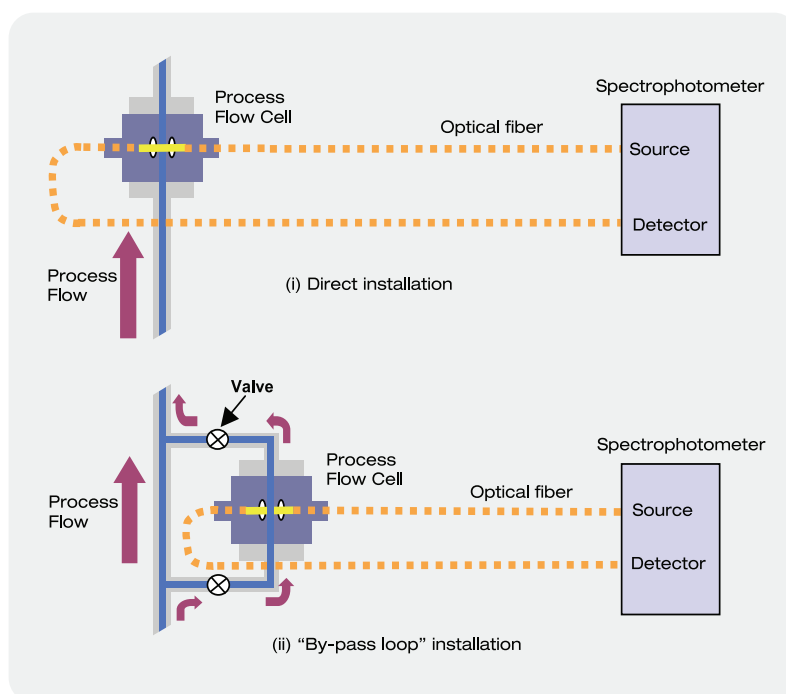 Spectrophotometer
Process
Flow Cell
Optical fiber
Source
Detector
Process
Flow
(i) Direct installation
Valve
Spectrophotometer
Process
Flow Cell
Optical fiber
Process
Flow
Source
Detector
(ii) “By-pass loop” installation